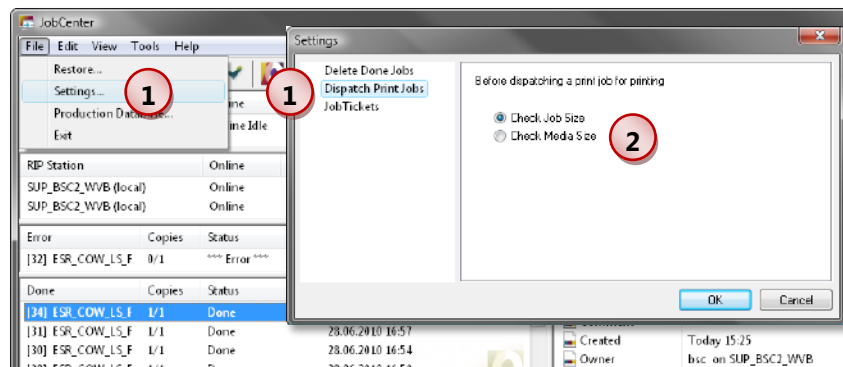 JobCenter
File Edit View Tools Help
Restore...
Settings...
Exit
1
RIP Station Online
SUP_BSC2_WVB (local) Online
SUP_BSC2_WVB (local) Online
Error Copies Status
[32] ESR_COW_LS_F 0/1 *** Error ***
Done Copies Status
[34] ESR_COW_LS_F 1/1 Done
[31] ESR_COW_LS_F 1/1 Done 28.06.2010 16:57
[30] ESR_COW_LS_F 1/1 Done 28.06.2010 16:54
Settings
Delete Done Jobs
Dispatch Print Jobs
JobTickets
1
Before dispatching a print job for printing
Check Job Size
Check Media Size
2
OK Cancel
Created Today 15:25
Owner bsc on SUP_BSC2_WVB